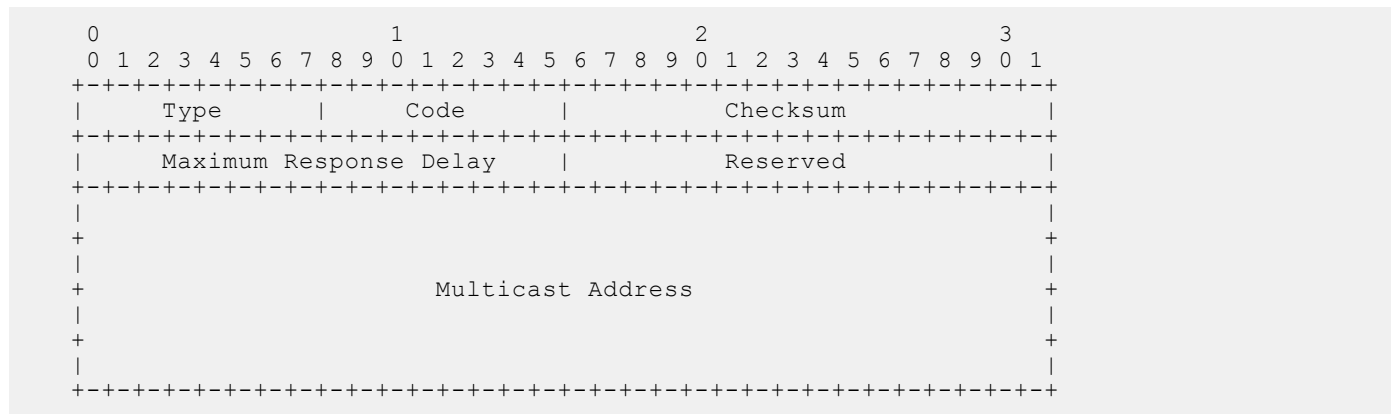 0                   1                   2                   3
 0 1 2 3 4 5 6 7 8 9 0 1 2 3 4 5 6 7 8 9 0 1 2 3 4 5 6 7 8 9 0 1
+-+-+-+-+-+-+-+-+-+-+-+-+-+-+-+-+-+-+-+-+-+-+-+-+-+-+-+-+-+-+-+-+
|     Type      |     Code      |          Checksum             |
+-+-+-+-+-+-+-+-+-+-+-+-+-+-+-+-+-+-+-+-+-+-+-+-+-+-+-+-+-+-+-+-+
|     Maximum Response Delay    |          Reserved             |
+-+-+-+-+-+-+-+-+-+-+-+-+-+-+-+-+-+-+-+-+-+-+-+-+-+-+-+-+-+-+-+-+
|                                                               |
+                                                               +
|                                                               |
+                       Multicast Address                       +
|                                                               |
+                                                               +
|                                                               |
+-+-+-+-+-+-+-+-+-+-+-+-+-+-+-+-+-+-+-+-+-+-+-+-+-+-+-+-+-+-+-+-+